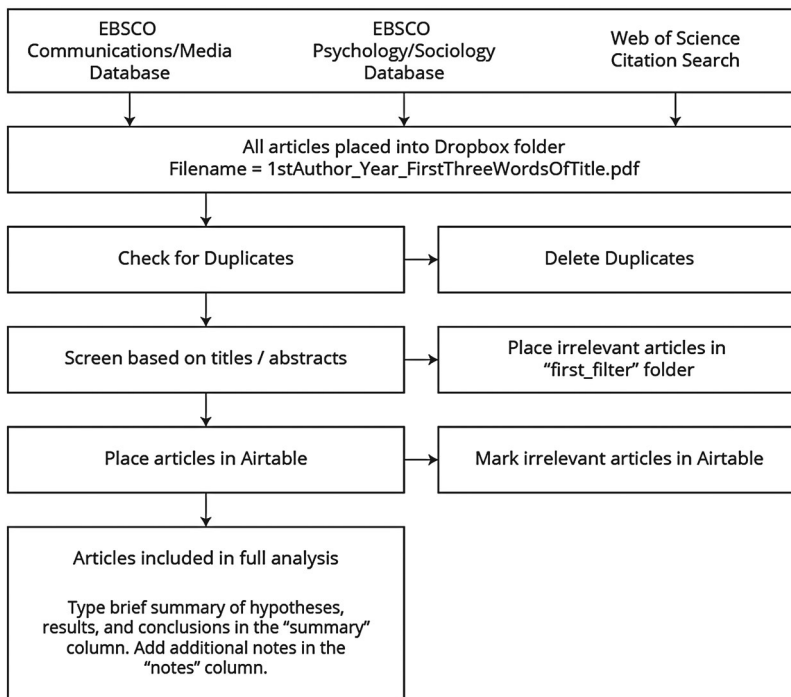 EBSCO
Communications/Media
Database
EBSCO
Psychology/Sociology
Database
Web of Science
Citation Search
All articles placed into Dropbox folder
Filename = 1stAuthor_Year_FirstThreeWordsOfTitle.pdf
Check for Duplicates
Delete Duplicates
Screen based on titles / abstracts
Place irrelevant articles in
“first_filter” folder
Place articles in Airtable
Mark irrelevant articles in Airtable
Articles included in full analysis
Type brief summary of hypotheses,
results, and conclusions in the “summary”
column. Add additional notes in the
“notes” column.